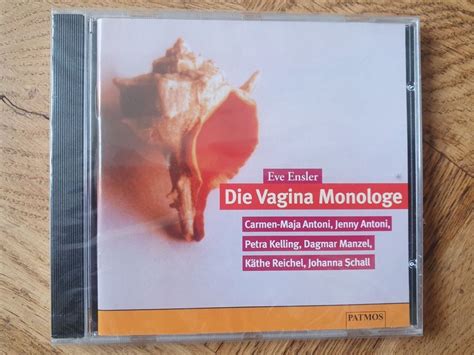 Eve Ensler
Die Vagina Monologe
Carmen-Maja Antoni, Jenny Antoni,
Petra Kelling, Dagmar Manzel,
Käthe Reichel, Johanna Schall
PATMOS